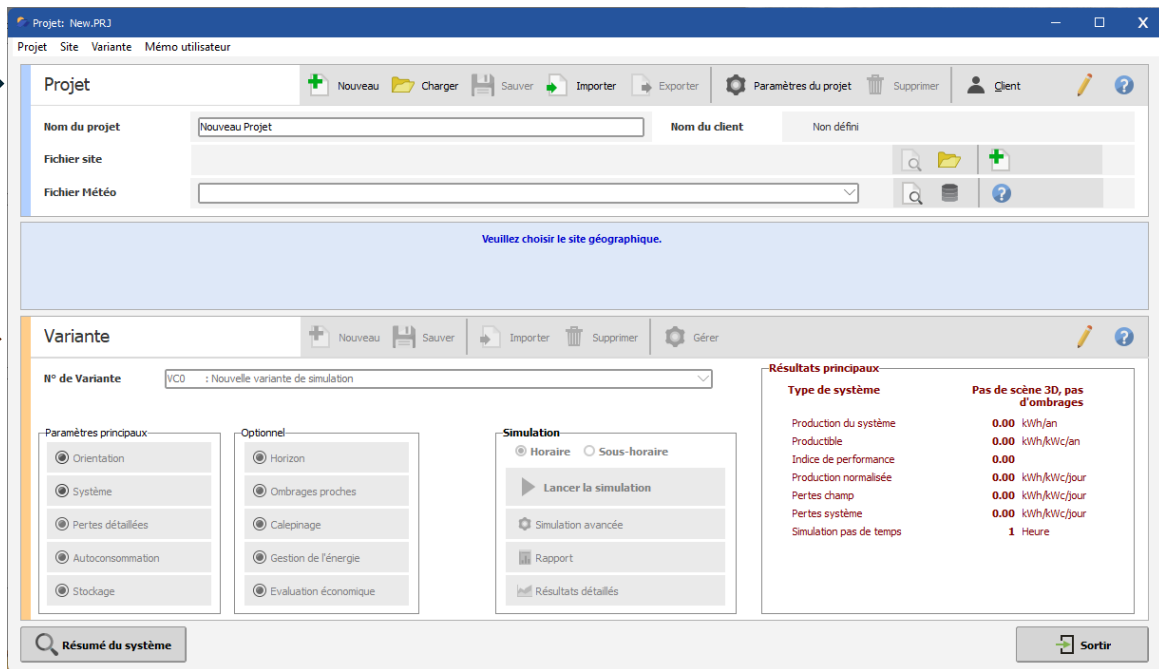 Projet: New.PRJ
Projet Site Variante Mémo utilisateur
Projet Nouveau Charger Sauver Importer Exporter Paramètres du projet Supprimer Client
Nom du projet Nouveau Projet Nom du client Non défini
Fichier site
Fichier Météo
Veuillez choisir le site géographique.
Variante Nouveau Sauver Importer Supprimer Gérer
N° de Variante VC0 : Nouvelle variante de simulation
Paramètres principaux
Orientation
Système
Pertes détaillées
Autoconsommation
Stockage
Optionnel
Horizon
Ombrages proches
Calepinage
Gestion de l'énergie
Evaluation économique
Simulation
Horaire Sous-horaire
Lancer la simulation
Simulation avancée
Rapport
Résultats détaillés
Résultats principaux
Type de système Pas de scène 3D, pas
d'ombrages
Production du système 0.00 kWh/an
Productible 0.00 kWh/kWc/an
Indice de performance 0.00
Production normalisée 0.00 kWh/kWc/jour
Pertes champ 0.00 kWh/kWc/jour
Pertes système 0.00 kWh/kWc/jour
Simulation pas de temps 1 Heure
Résumé du système
Sortir